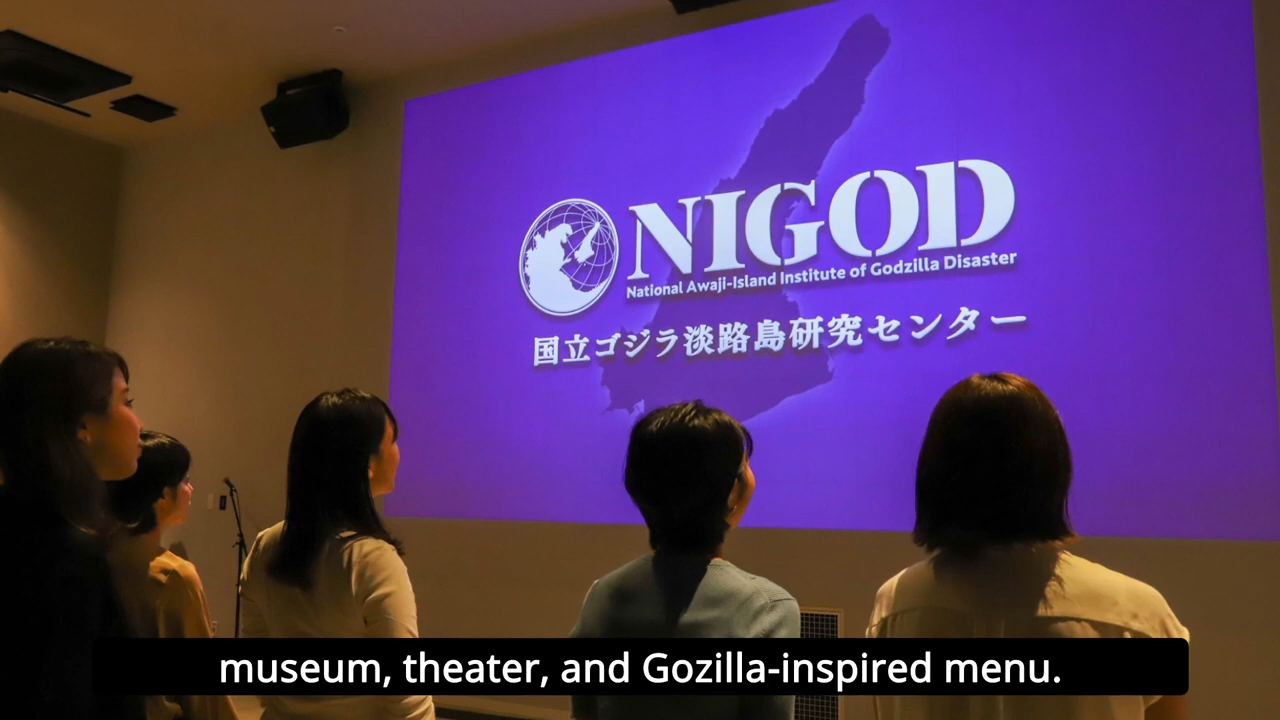 NIGOD
National Awaji-Island Institute of Godzilla Disaster
国立ゴジラ淡路島研究センター
museum, theater, and Gozilla-inspired menu.